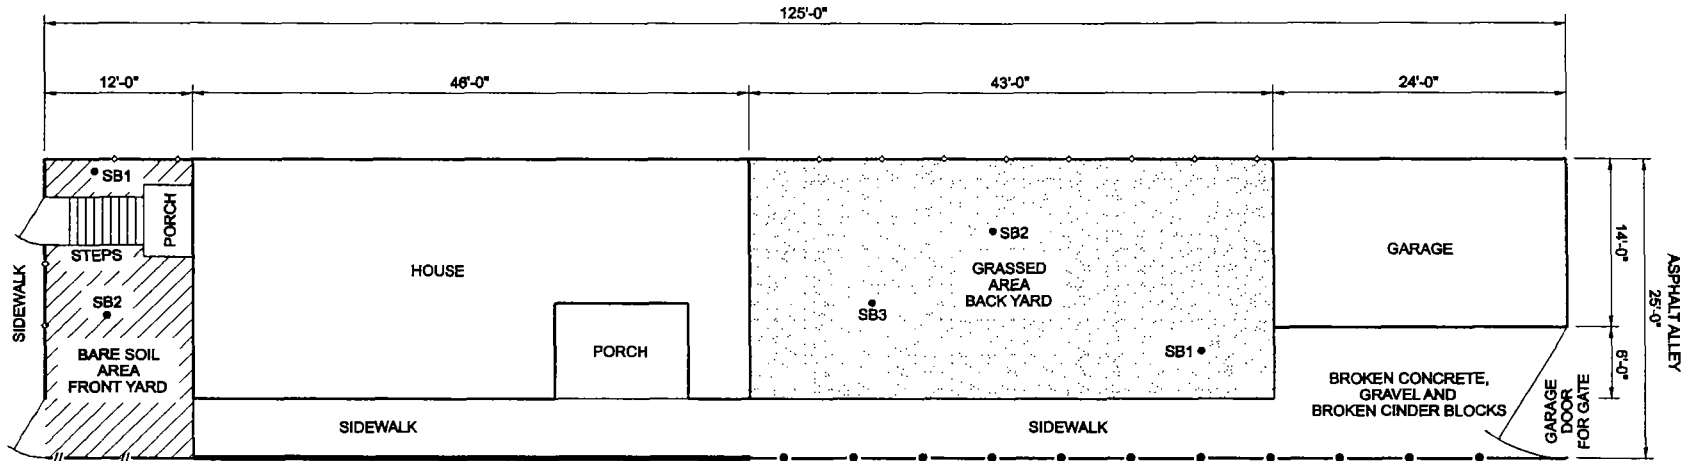 125'-0"
12'-0"
46'-0"
43'-0"
24'-0"
SB1
PORCH
STEPS
SIDEWALK
SB2
BARE SOIL
AREA
FRONT YARD
HOUSE
PORCH
SIDEWALK
SB2
GRASSED
AREA
BACK YARD
SB3
SB1
SIDEWALK
GARAGE
14'-0"
6'-0"
25'-0"
ASPHALT ALLEY
BROKEN CONCRETE,
GRAVEL AND
BROKEN CINDER BLOCKS
GARAGE
DOOR
FOR GATE